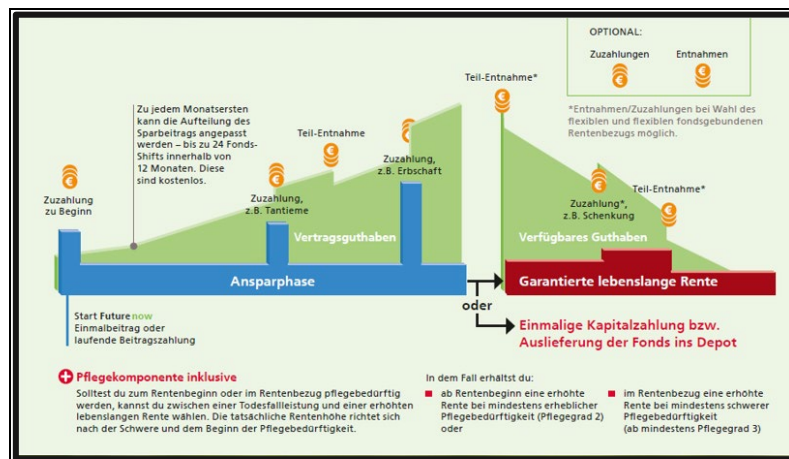 OPTIONAL:
Zuzahlungen
Entnahmen
*Entnahmen/Zuzahlungen bei Wahl des
flexiblen und flexiblen fondsgebundenen
Rentenbezugs möglich.
Teil-Entnahme*
Zu jedem Monatsersten
kann die Aufteilung des
Sparbeitrags angepasst
werden – bis zu 24 Fonds-
Shifts innerhalb von
12 Monaten. Diese
sind kostenlos.
Teil-Entnahme
Zuzahlung
zu Beginn
Zuzahlung,
z.B. Tantieme
Zuzahlung,
z.B. Erbschaft
Zuzahlung*,
z.B. Schenkung
Teil-Entnahme*
Vertragsguthaben
Verfügbares Guthaben
Ansparphase
Garantierte lebenslange Rente
oder
Start Future now
Einmalbeitrag oder
laufende Beitragszahlung
Einmalige Kapitalzahlung bzw.
Auslieferung der Fonds ins Depot
Pflegekomponente inklusive
Solltest du zum Rentenbeginn oder im Rentenbezug pflegebedürftig
werden, kannst du zwischen einer Todesfallleistung und einer erhöhten
lebenslangen Rente wählen. Die tatsächliche Rentenhöhe richtet sich
nach der Schwere und dem Beginn der Pflegebedürftigkeit.
In dem Fall erhältst du:
ab Rentenbeginn eine erhöhte
Rente bei mindestens erheblicher
Pflegebedürftigkeit (Pflegegrad 2)
oder
im Rentenbezug eine erhöhte
Rente bei mindestens schwerer
Pflegebedürftigkeit
(ab mindestens Pflegegrad 3)